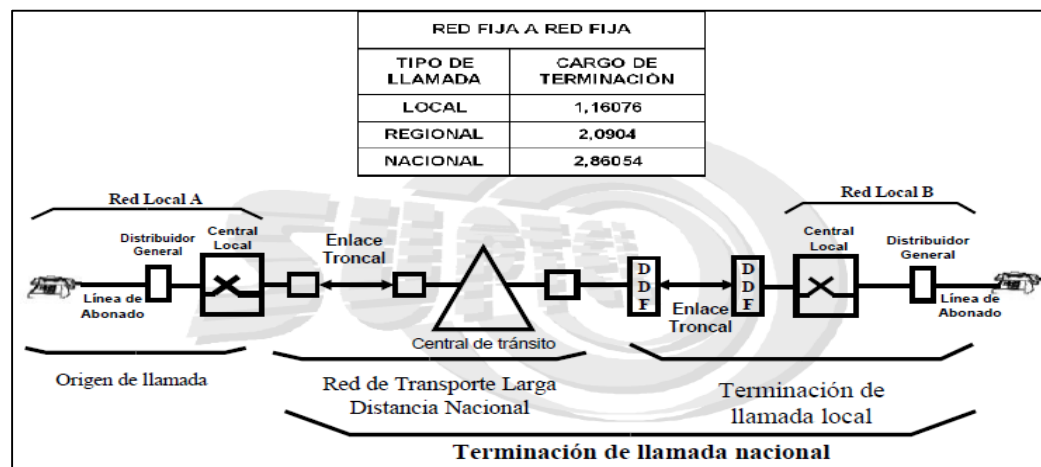 RED FIJA A RED FIJA
TIPO DE LLAMADA CARGO DE TERMINACIÓN
LOCAL 1,16076
REGIONAL 2,0904
NACIONAL 2,86054
Red Local A
Red Local B
Distribuidor General
Central Local
Enlace Troncal
Central Local
Distribuidor General
DDF
DDF
Línea de Abonado
Enlace Troncal
Línea de Abonado
Central de tránsito
Origen de llamada
Red de Transporte Larga Distancia Nacional
Terminación de llamada local
Terminación de llamada nacional